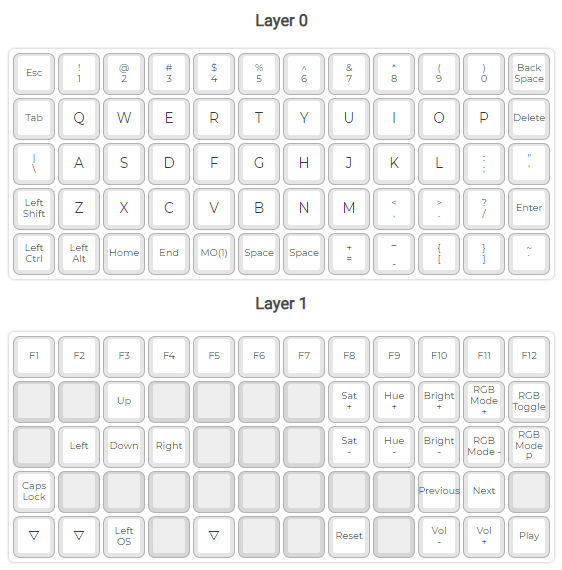 Layer 0
Esc ! 1 @ 2 # 3 $ 4 % 5 ^ 6 & 7 * 8 ( 9 ) 0 Back Space
Tab Q W E R T Y U I O P Delete
| \ A S D F G H J K L : ; " '
Left Shift Z X C V B N M < , > . ? / Enter
Left Ctrl Left Alt Home End MO(1) Space Space + = _ - { [ } ] ~ `
Layer 1
F1 F2 F3 F4 F5 F6 F7 F8 F9 F10 F11 F12
Up Sat + Hue + Bright + RGB Mode + RGB Toggle
Left Down Right Sat - Hue - Bright - RGB Mode - RGB Mode P
Caps Lock Previous Next
▽ ▽ Left OS ▽ Reset Vol - Vol + Play